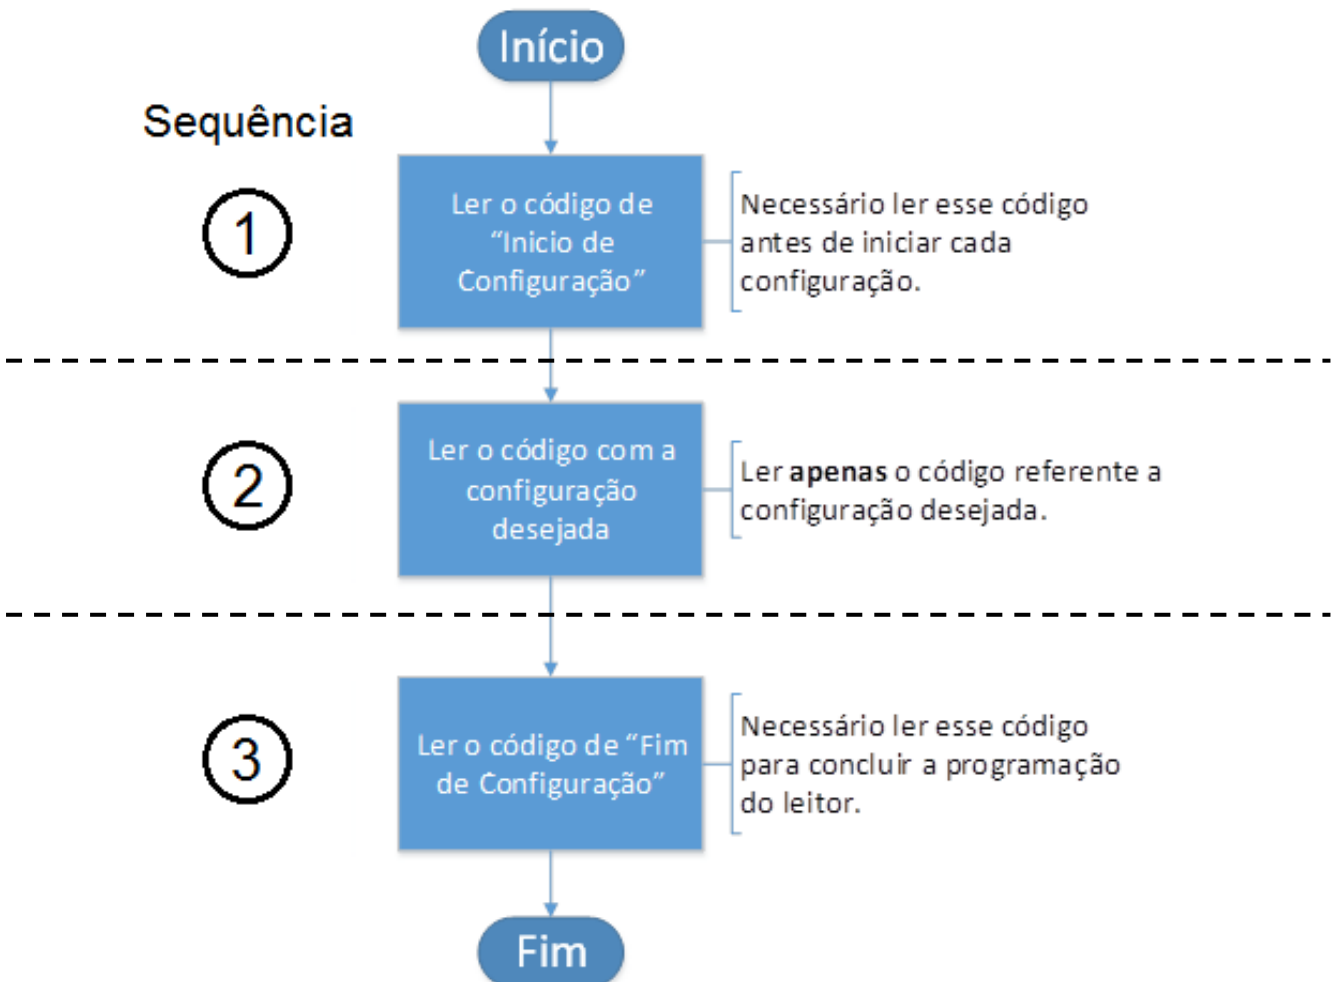 Início
Sequência
1
Ler o código de
“Inicio de
Configuração”
Necessário ler esse código
antes de iniciar cada
configuração.
2
Ler o código com a
configuração
desejada
Ler apenas o código referente a
configuração desejada.
3
Ler o código de “Fim
de Configuração”
Necessário ler esse código
para concluir a programação
do leitor.
Fim